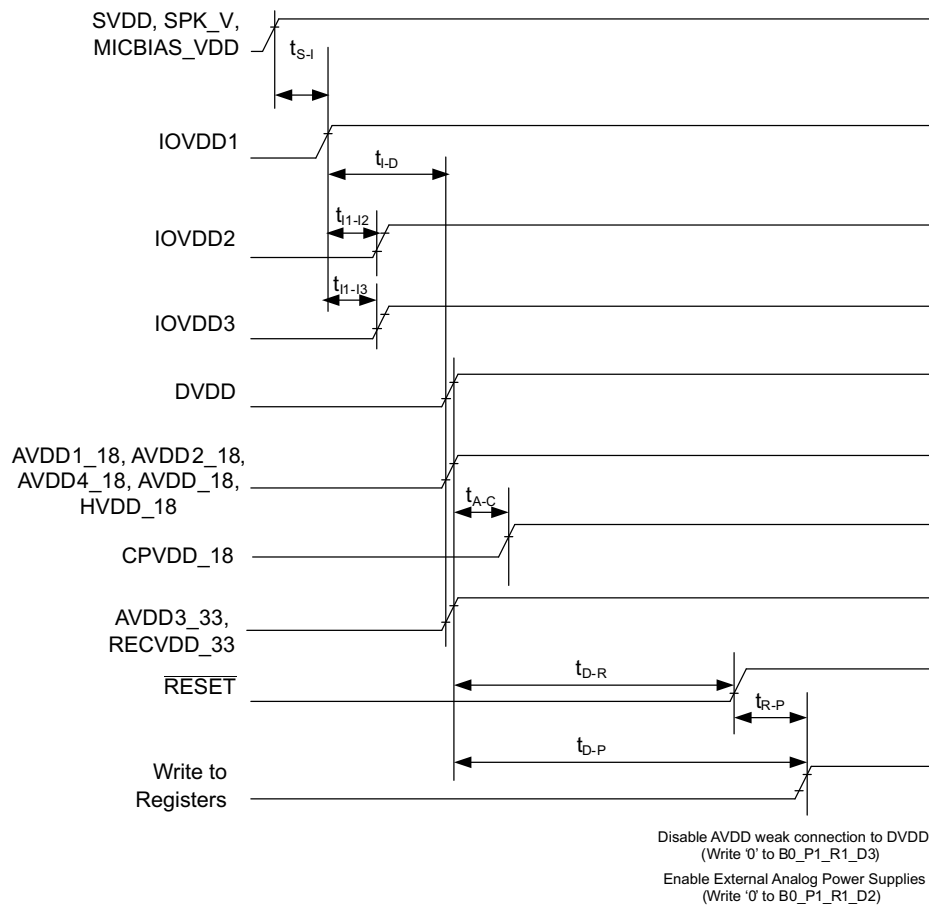 SVDD, SPK_V,
MICBIAS_VDD
tS-I
IOVDD1
tI-D
IOVDD2
tI1-I2
IOVDD3
tI1-I3
DVDD
AVDD1_18, AVDD2_18,
AVDD4_18, AVDD_18,
HVDD_18
tA-C
CPVDD_18
AVDD3_33,
RECVDD_33
RESET
tD-R
tR-P
tD-P
Write to
Registers
Disable AVDD weak connection to DVDD
(Write ‘0’ to B0_P1_R1_D3)
Enable External Analog Power Supplies
(Write ‘0’ to B0_P1_R1_D2)